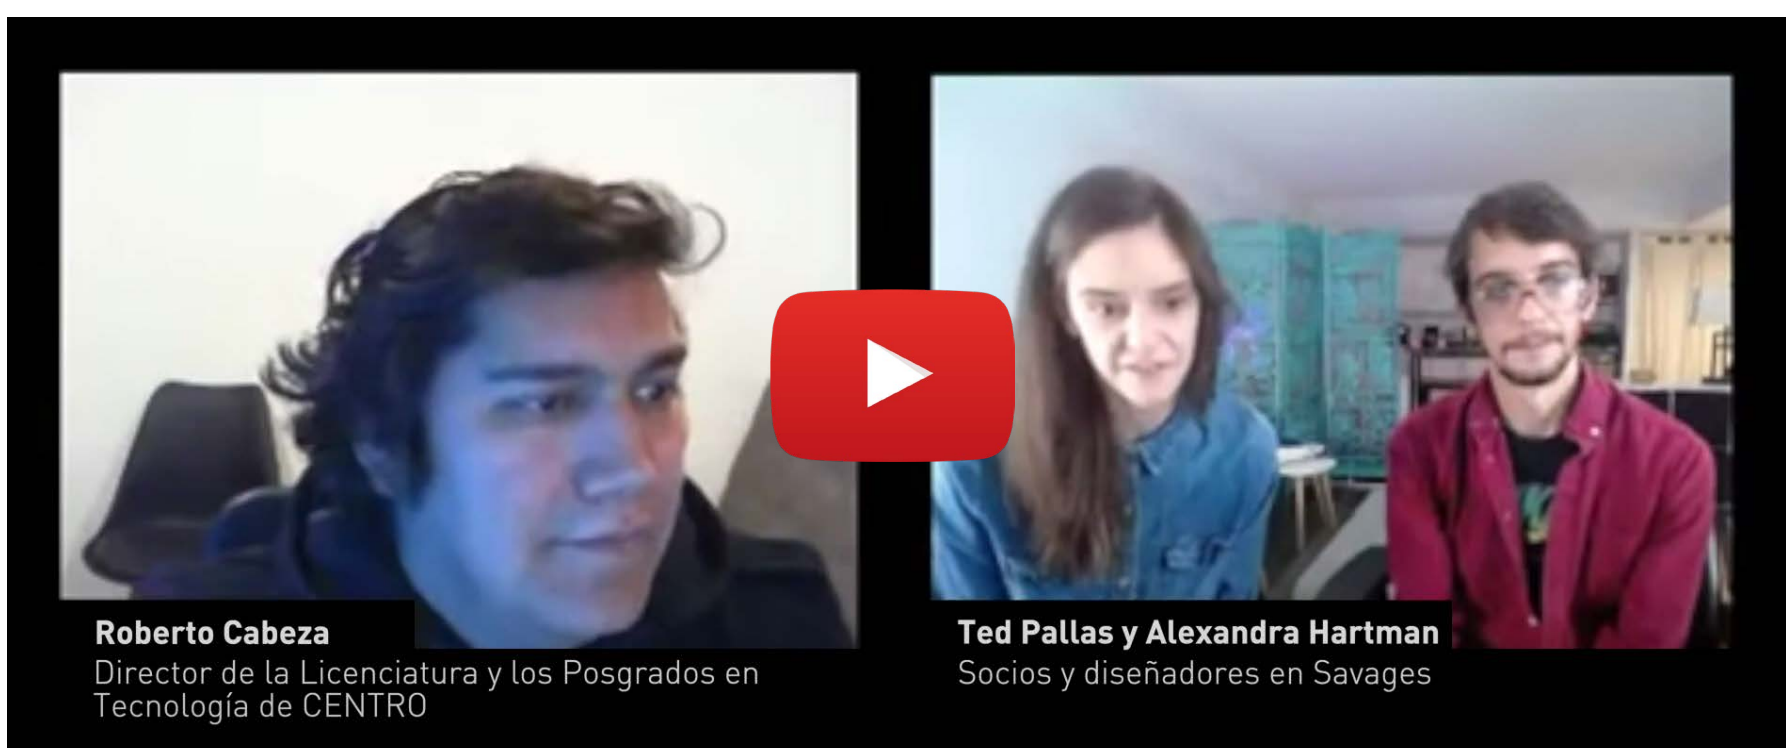 Roberto Cabeza
Director de la Licenciatura y los Posgrados en
Tecnología de CENTRO
Ted Pallas y Alexandra Hartman
Socios y diseñadores en Savages